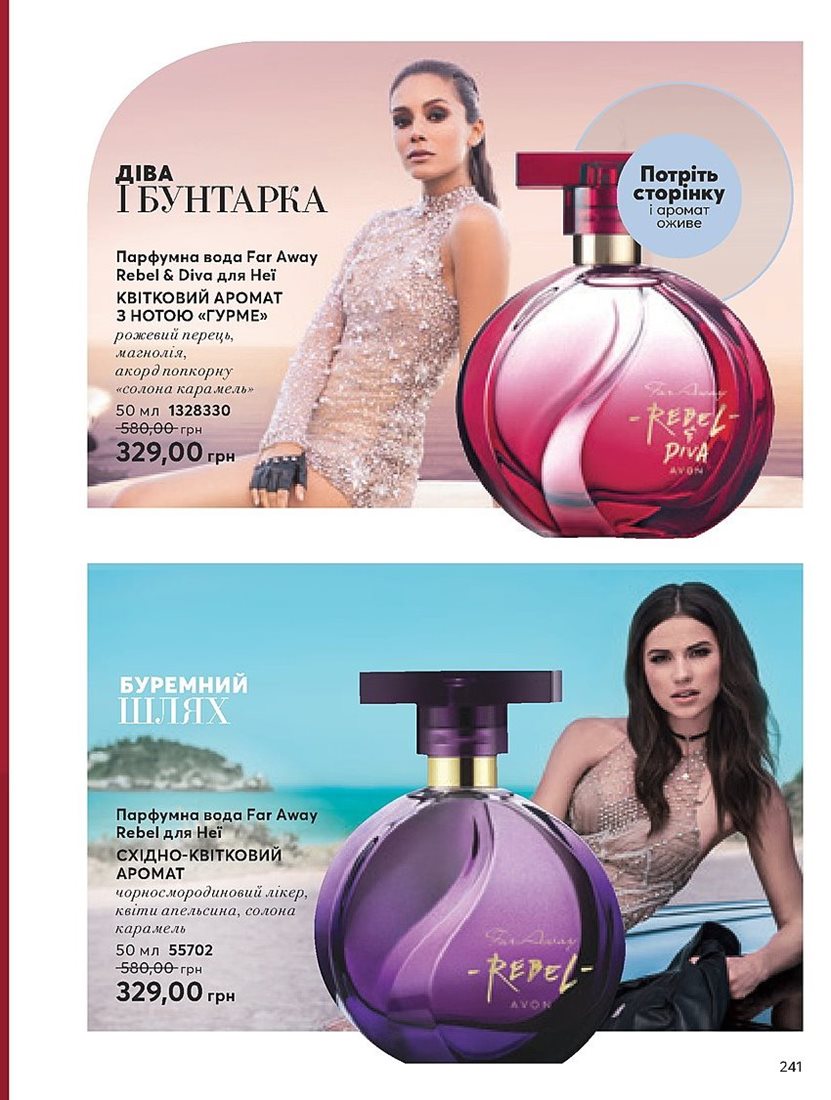 ДІВА
І БУНТАРКА
Парфумна вода Far Away
Rebel & Diva для Неї
КВІТКОВИЙ АРОМАТ
З НОТОЮ «ГУРМЕ»
рожевий перець,
магнолія,
акорд попкорну
«солона карамель»
50 мл 1328330
580,00 грн
329,00 грн
Потріть
сторінку
і аромат
оживе
Far Away
-REBEL-
&
DIVA
AVON
БУРЕМНИЙ
ШЛЯХ
Парфумна вода Far Away
Rebel для Неї
СХІДНО-КВІТКОВИЙ
АРОМАТ
чорносмородиновий лікер,
квіти апельсина, солона
карамель
50 мл 55702
580,00 грн
329,00 грн
Far Away
-REBEL-
AVON
241